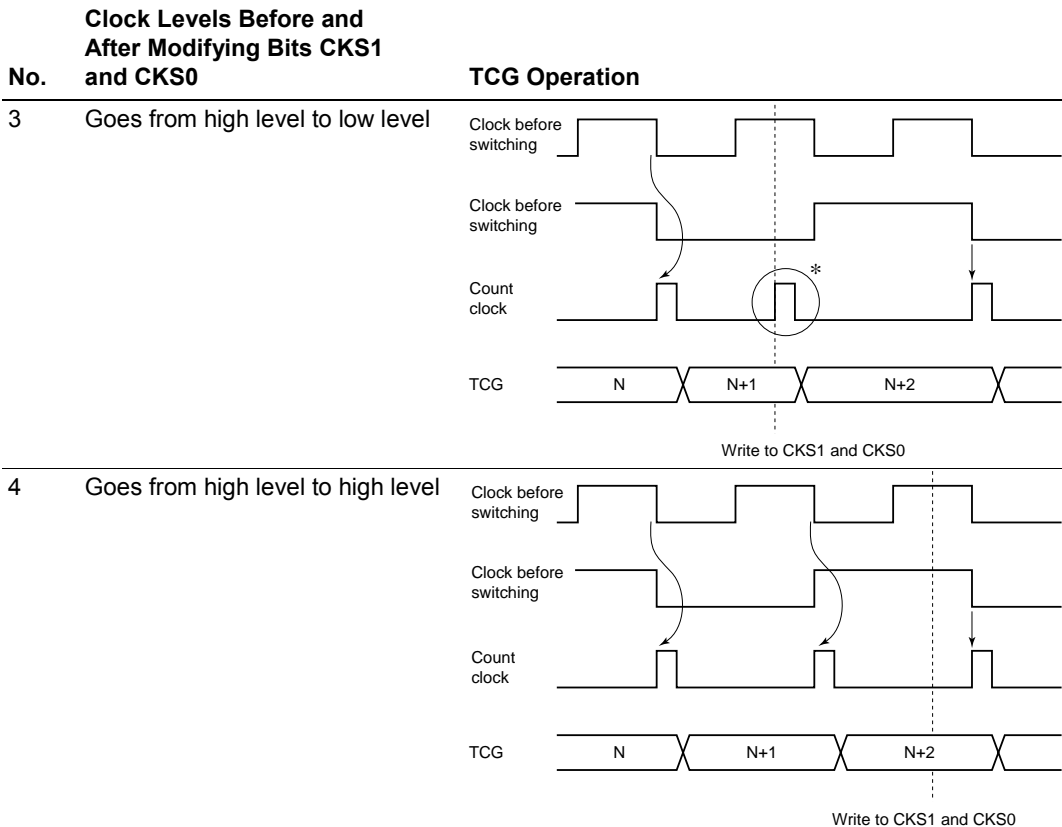 Clock Levels Before and
After Modifying Bits CKS1
No. and CKS0 TCG Operation
3 Goes from high level to low level
Clock before
switching
Clock before
switching
*
Count
clock
TCG N N+1 N+2
Write to CKS1 and CKS0
4 Goes from high level to high level
Clock before
switching
Clock before
switching
Count
clock
TCG N N+1 N+2
Write to CKS1 and CKS0